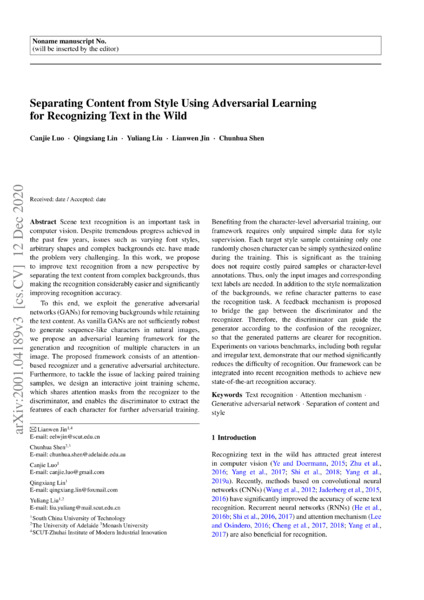 Noname manuscript No.
(will be inserted by the editor)
Separating Content from Style Using Adversarial Learning
for Recognizing Text in the Wild
Canjie Luo · Qingxiang Lin · Yuliang Liu · Lianwen Jin · Chunhua Shen
Received: date / Accepted: date
arXiv:2001.04189v3 [cs.CV] 12 Dec 2020
Abstract Scene text recognition is an important task in
computer vision. Despite tremendous progress achieved in
the past few years, issues such as varying font styles,
arbitrary shapes and complex backgrounds etc. have made
the problem very challenging. In this work, we propose
to improve text recognition from a new perspective by
separating the text content from complex backgrounds, thus
making the recognition considerably easier and significantly
improving recognition accuracy.
To this end, we exploit the generative adversarial
networks (GANs) for removing backgrounds while retaining
the text content. As vanilla GANs are not sufficiently robust
to generate sequence-like characters in natural images,
we propose an adversarial learning framework for the
generation and recognition of multiple characters in an
image. The proposed framework consists of an attention-
based recognizer and a generative adversarial architecture.
Furthermore, to tackle the issue of lacking paired training
samples, we design an interactive joint training scheme,
which shares attention masks from the recognizer to the
discriminator, and enables the discriminator to extract the
features of each character for further adversarial training.
✉ Lianwen Jin1,4
E-mail: eelwjin@scut.edu.cn
Chunhua Shen2,3
E-mail: chunhua.shen@adelaide.edu.au
Canjie Luo1
E-mail: canjie.luo@gmail.com
Qingxiang Lin1
E-mail: qingxiang.lin@foxmail.com
Yuliang Liu1,2
E-mail: liu.yuliang@mail.scut.edu.cn
1South China University of Technology
2The University of Adelaide 3Monash University
4SCUT-Zhuhai Institute of Modern Industrial Innovation
Benefiting from the character-level adversarial training, our
framework requires only unpaired simple data for style
supervision. Each target style sample containing only one
randomly chosen character can be simply synthesized online
during the training. This is significant as the training
does not require costly paired samples or character-level
annotations. Thus, only the input images and corresponding
text labels are needed. In addition to the style normalization
of the backgrounds, we refine character patterns to ease
the recognition task. A feedback mechanism is proposed
to bridge the gap between the discriminator and the
recognizer. Therefore, the discriminator can guide the
generator according to the confusion of the recognizer,
so that the generated patterns are clearer for recognition.
Experiments on various benchmarks, including both regular
and irregular text, demonstrate that our method significantly
reduces the difficulty of recognition. Our framework can be
integrated into recent recognition methods to achieve new
state-of-the-art recognition accuracy.
Keywords Text recognition · Attention mechanism ·
Generative adversarial network · Separation of content and
style
1 Introduction
Recognizing text in the wild has attracted great interest
in computer vision (Ye and Doermann, 2015; Zhu et al.,
2016; Yang et al., 2017; Shi et al., 2018; Yang et al.,
2019a). Recently, methods based on convolutional neural
networks (CNNs) (Wang et al., 2012; Jaderberg et al., 2015,
2016) have significantly improved the accuracy of scene text
recognition. Recurrent neural networks (RNNs) (He et al.,
2016b; Shi et al., 2016, 2017) and attention mechanism (Lee
and Osindero, 2016; Cheng et al., 2017, 2018; Yang et al.,
2017) are also beneficial for recognition.